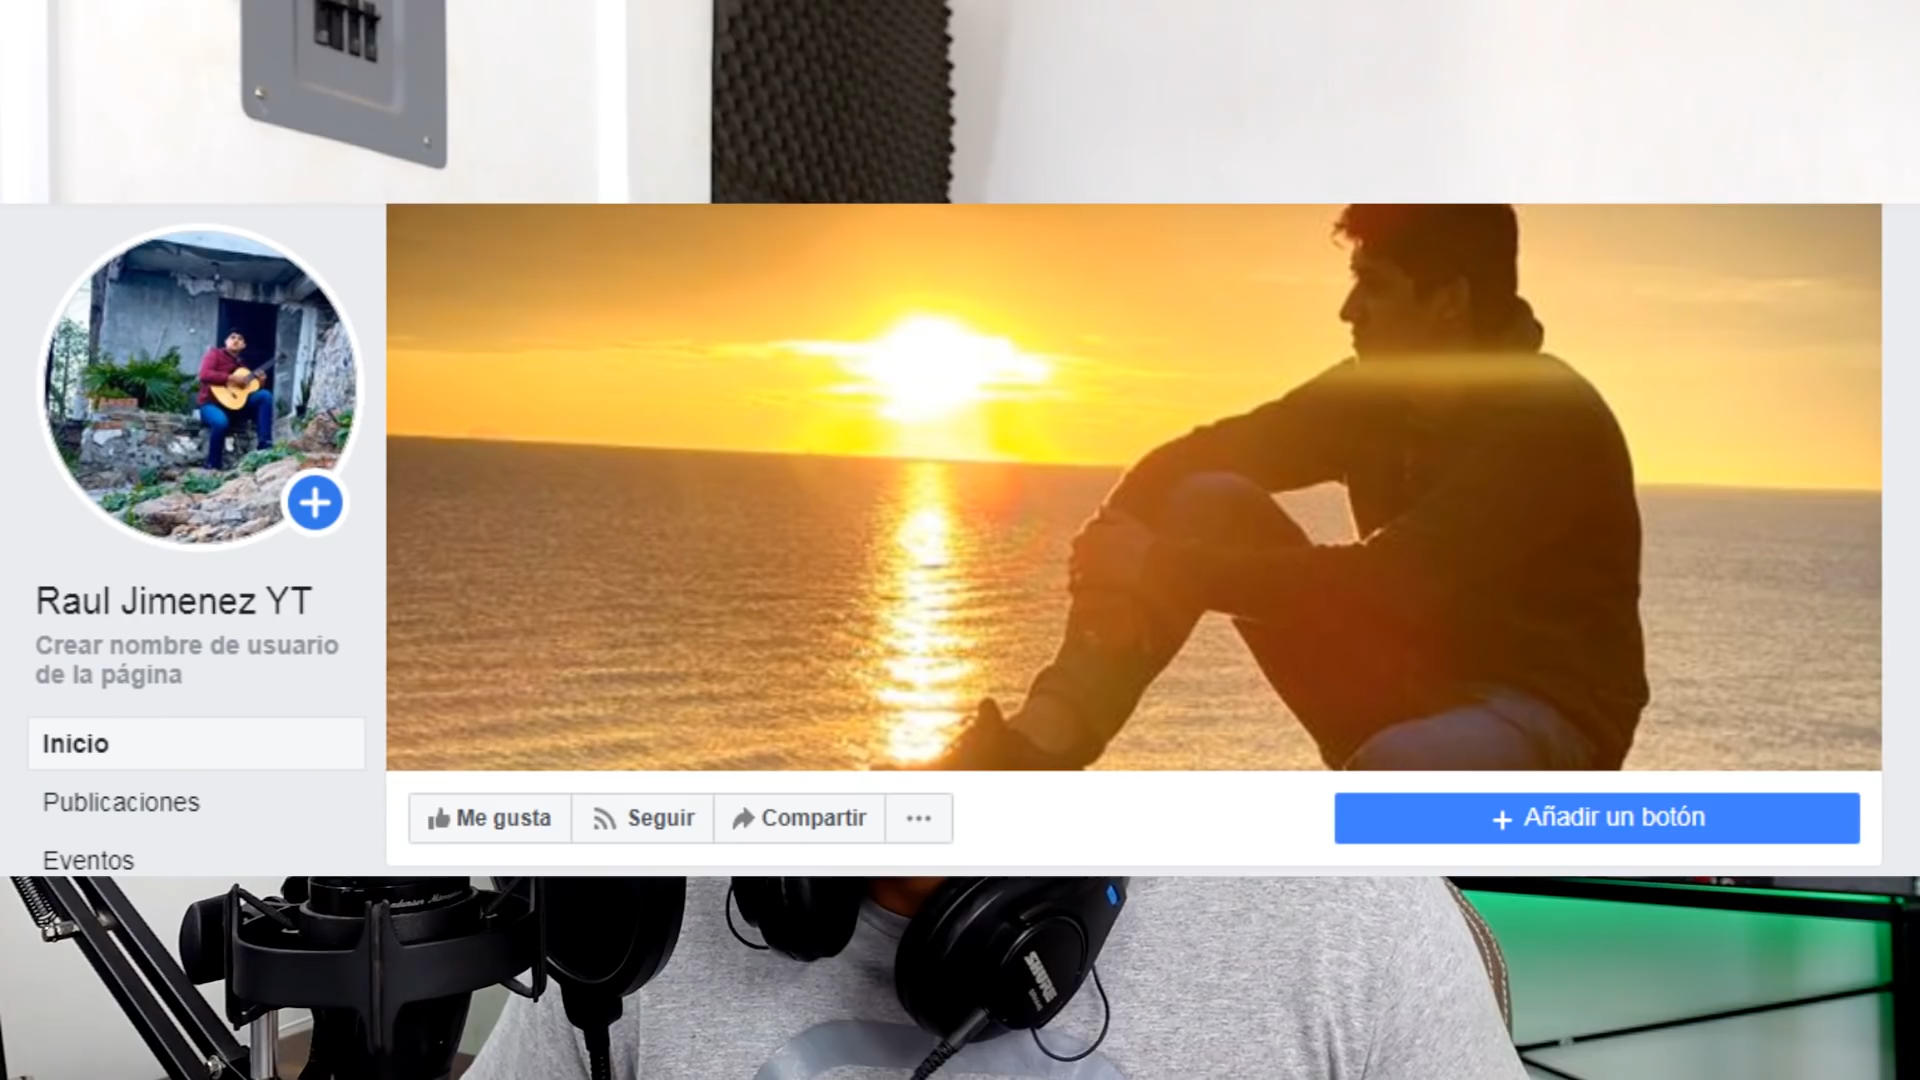 Raul Jimenez YT
Crear nombre de usuario
de la página
Inicio
Publicaciones
Eventos
Me gusta
Seguir
Compartir
Añadir un botón
SHURE